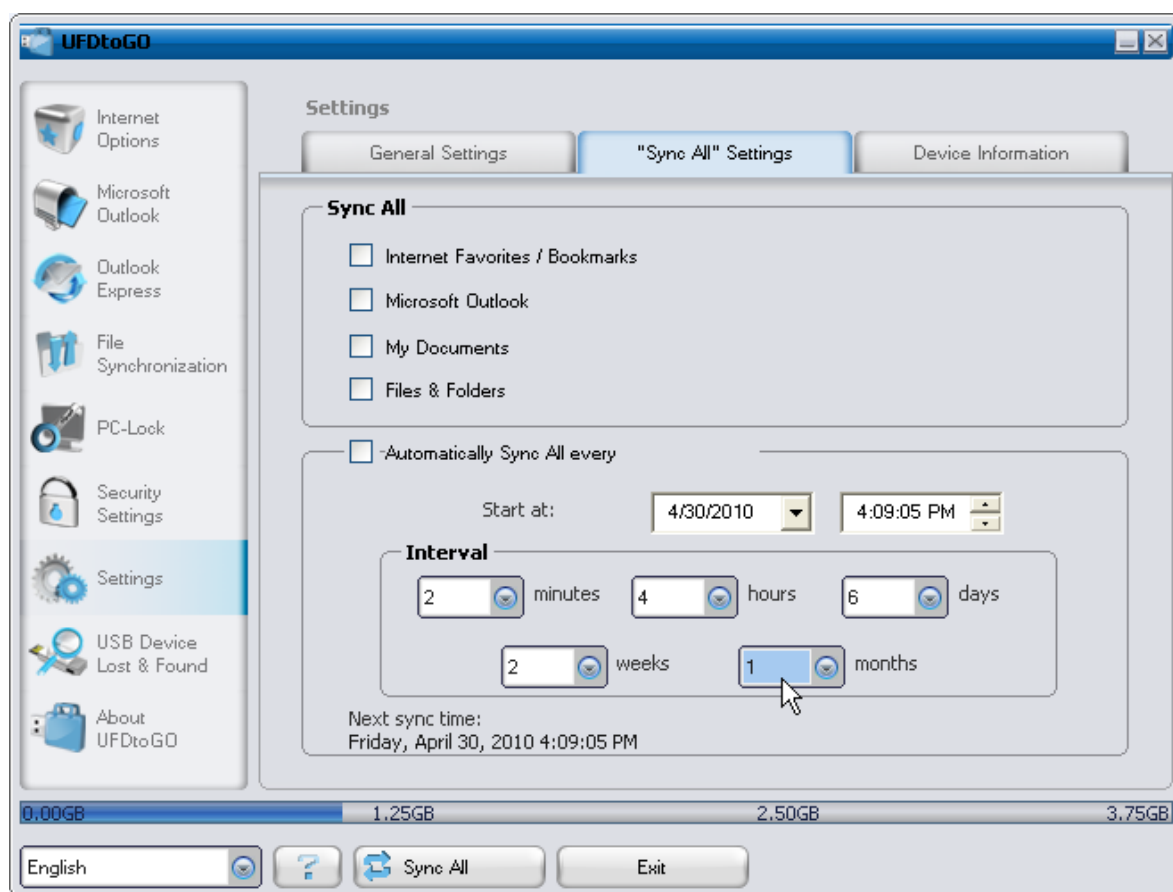 UFDtoGO
Internet
Options
Microsoft
Outlook
Outlook
Express
File
Synchronization
PC-Lock
Security
Settings
Settings
USB Device
Lost & Found
About
UFDtoGO
Settings
General Settings
"Sync All" Settings
Device Information
Sync All
Internet Favorites / Bookmarks
Microsoft Outlook
My Documents
Files & Folders
Automatically Sync All every
Start at: 4/30/2010 4:09:05 PM
Interval
2 minutes 4 hours 6 days
2 weeks 1 months
Next sync time:
Friday, April 30, 2010 4:09:05 PM
0.00GB 1.25GB 2.50GB 3.75GB
English ? Sync All Exit